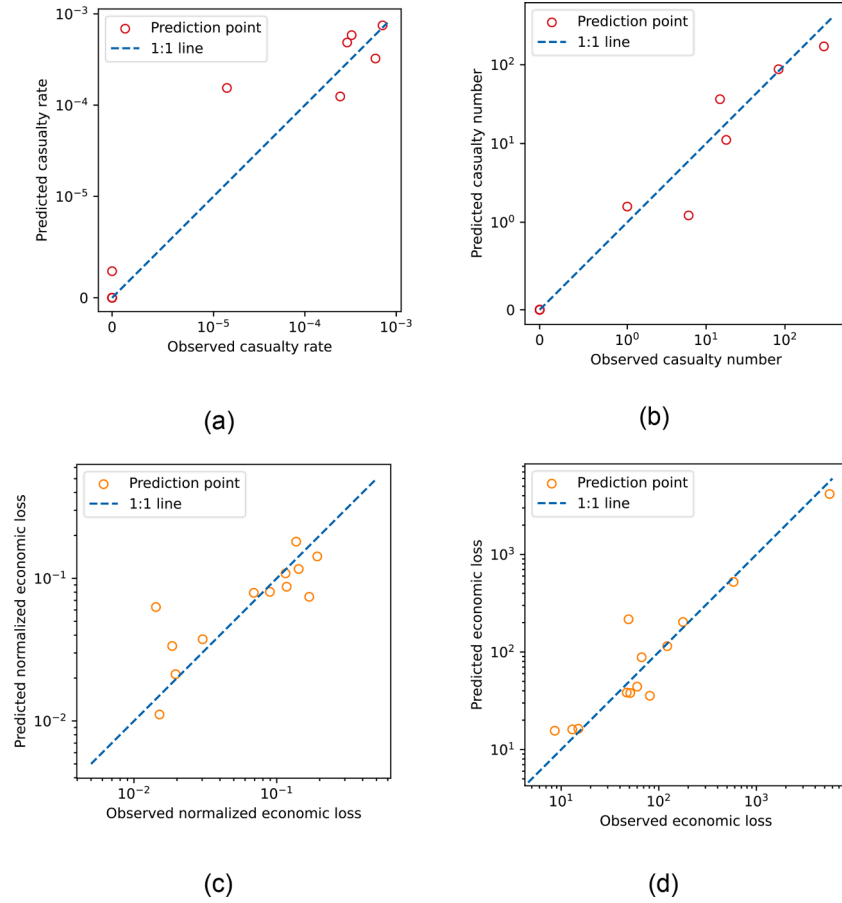 10⁻³
10⁻⁴
10⁻⁵
0
Predicted casualty rate
Prediction point
1:1 line
0
10⁻⁵
10⁻⁴
10⁻³
Observed casualty rate
(a)
10²
10¹
10⁰
0
Predicted casualty number
Prediction point
1:1 line
0
10⁰
10¹
10²
Observed casualty number
(b)
10⁻¹
10⁻²
Predicted normalized economic loss
Prediction point
1:1 line
10⁻²
10⁻¹
Observed normalized economic loss
(c)
10³
10²
10¹
Predicted economic loss
Prediction point
1:1 line
10¹
10²
10³
Observed economic loss
(d)